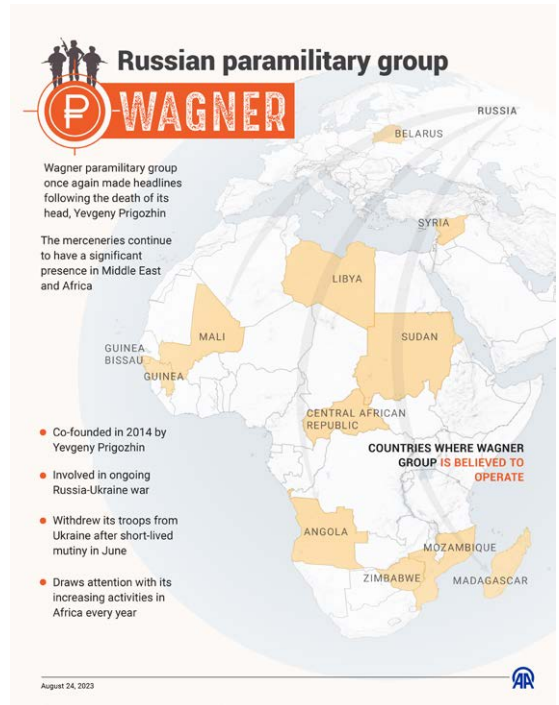 Russian paramilitary group
WAGNER
Wagner paramilitary group
once again made headlines
following the death of its
head, Yevgeny Prigozhin
The merceneries continue
to have a significant
presence in Middle East
and Africa
RUSSIA
BELARUS
SYRIA
LIBYA
MALI
SUDAN
GUINEA
BISSAU
GUINEA
CENTRAL AFRICAN
REPUBLIC
COUNTRIES WHERE WAGNER
GROUP IS BELIEVED TO
OPERATE
ANGOLA
MOZAMBIQUE
ZIMBABWE
MADAGASCAR
Co-founded in 2014 by
Yevgeny Prigozhin
Involved in ongoing
Russia-Ukraine war
Withdrew its troops from
Ukraine after short-lived
mutiny in June
Draws attention with its
increasing activities in
Africa every year
August 24, 2023
AA